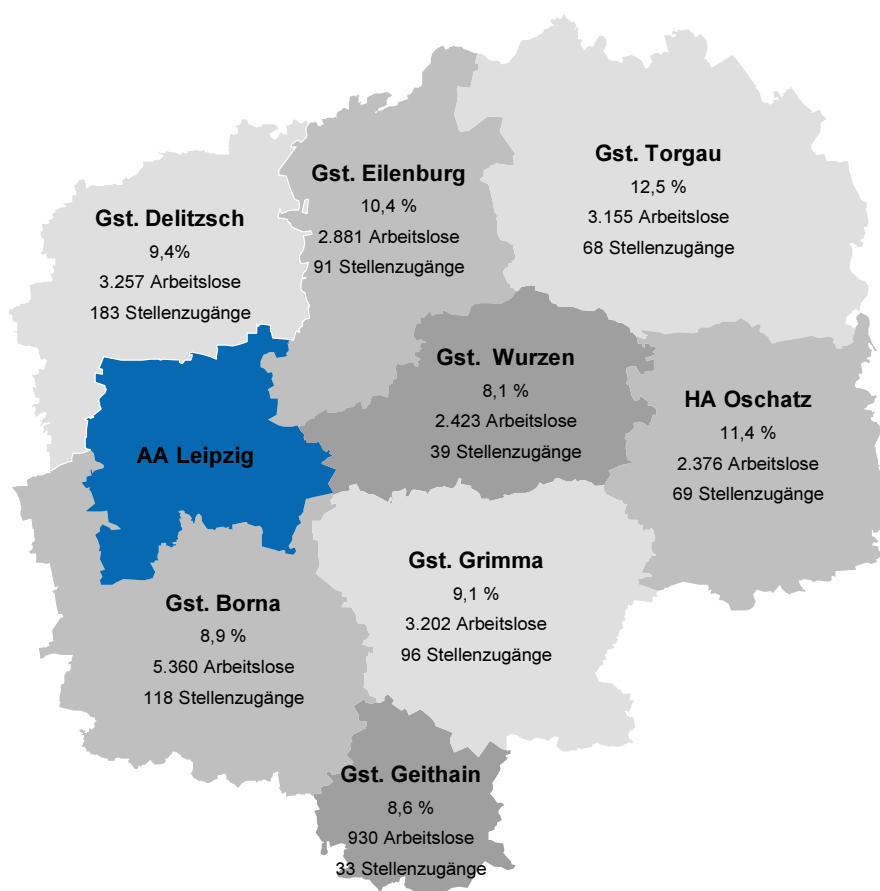 Gst. Torgau
12,5 %
3.155 Arbeitslose
68 Stellenzugänge
Gst. Eilenburg
10,4 %
2.881 Arbeitslose
91 Stellenzugänge
Gst. Delitzsch
9,4%
3.257 Arbeitslose
183 Stellenzugänge
Gst. Wurzen
8,1 %
2.423 Arbeitslose
39 Stellenzugänge
HA Oschatz
11,4 %
2.376 Arbeitslose
69 Stellenzugänge
AA Leipzig
Gst. Grimma
9,1 %
3.202 Arbeitslose
96 Stellenzugänge
Gst. Borna
8,9 %
5.360 Arbeitslose
118 Stellenzugänge
Gst. Geithain
8,6 %
930 Arbeitslose
33 Stellenzugänge